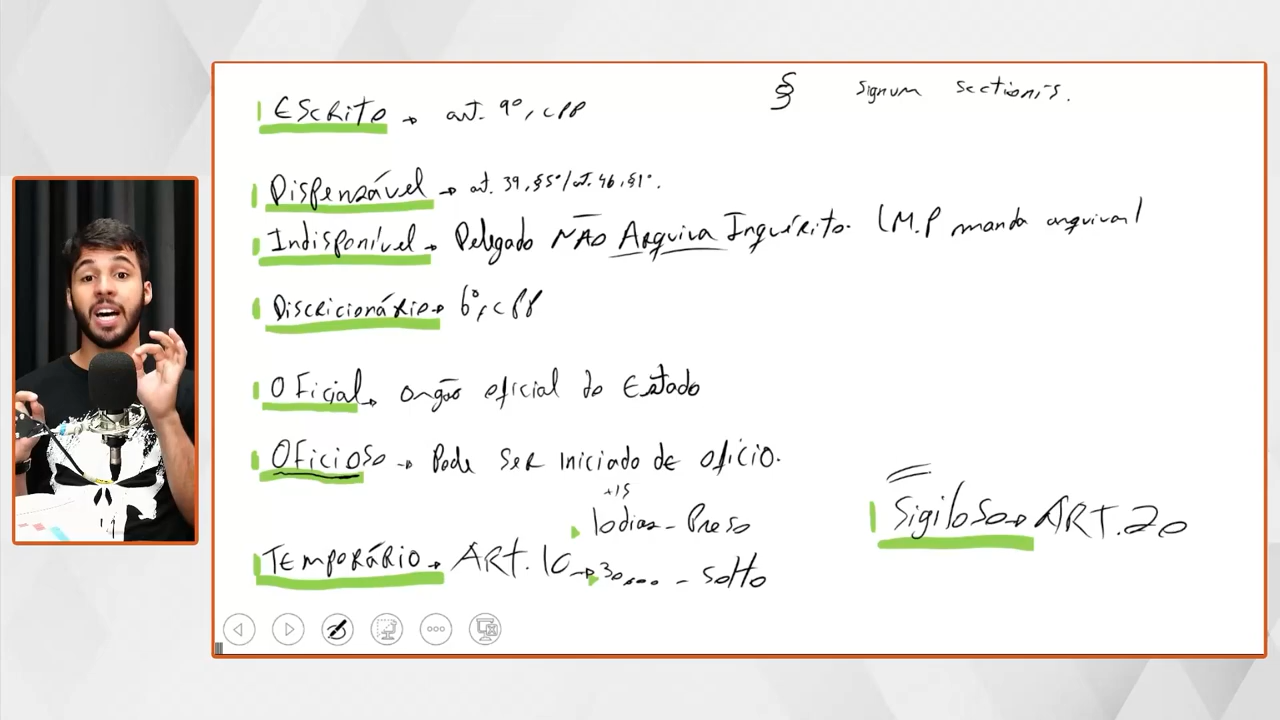 § signum sectionis.
Escrito → art. 9º, CPP
Dispensável → art. 39, §5º/art. 46, §1º.
Indisponível → Delegado NÃO Arquiva Inquérito. (M.P manda arquivar)
Discricionário → 6º, CPP
Oficial → orgão oficial do Estado
Oficioso → Pode ser iniciado de ofício.
+15
10 dias - Preso
Sigiloso → ART. 20
TEMPORÁRIO → ART. 10 → 30.... - solto